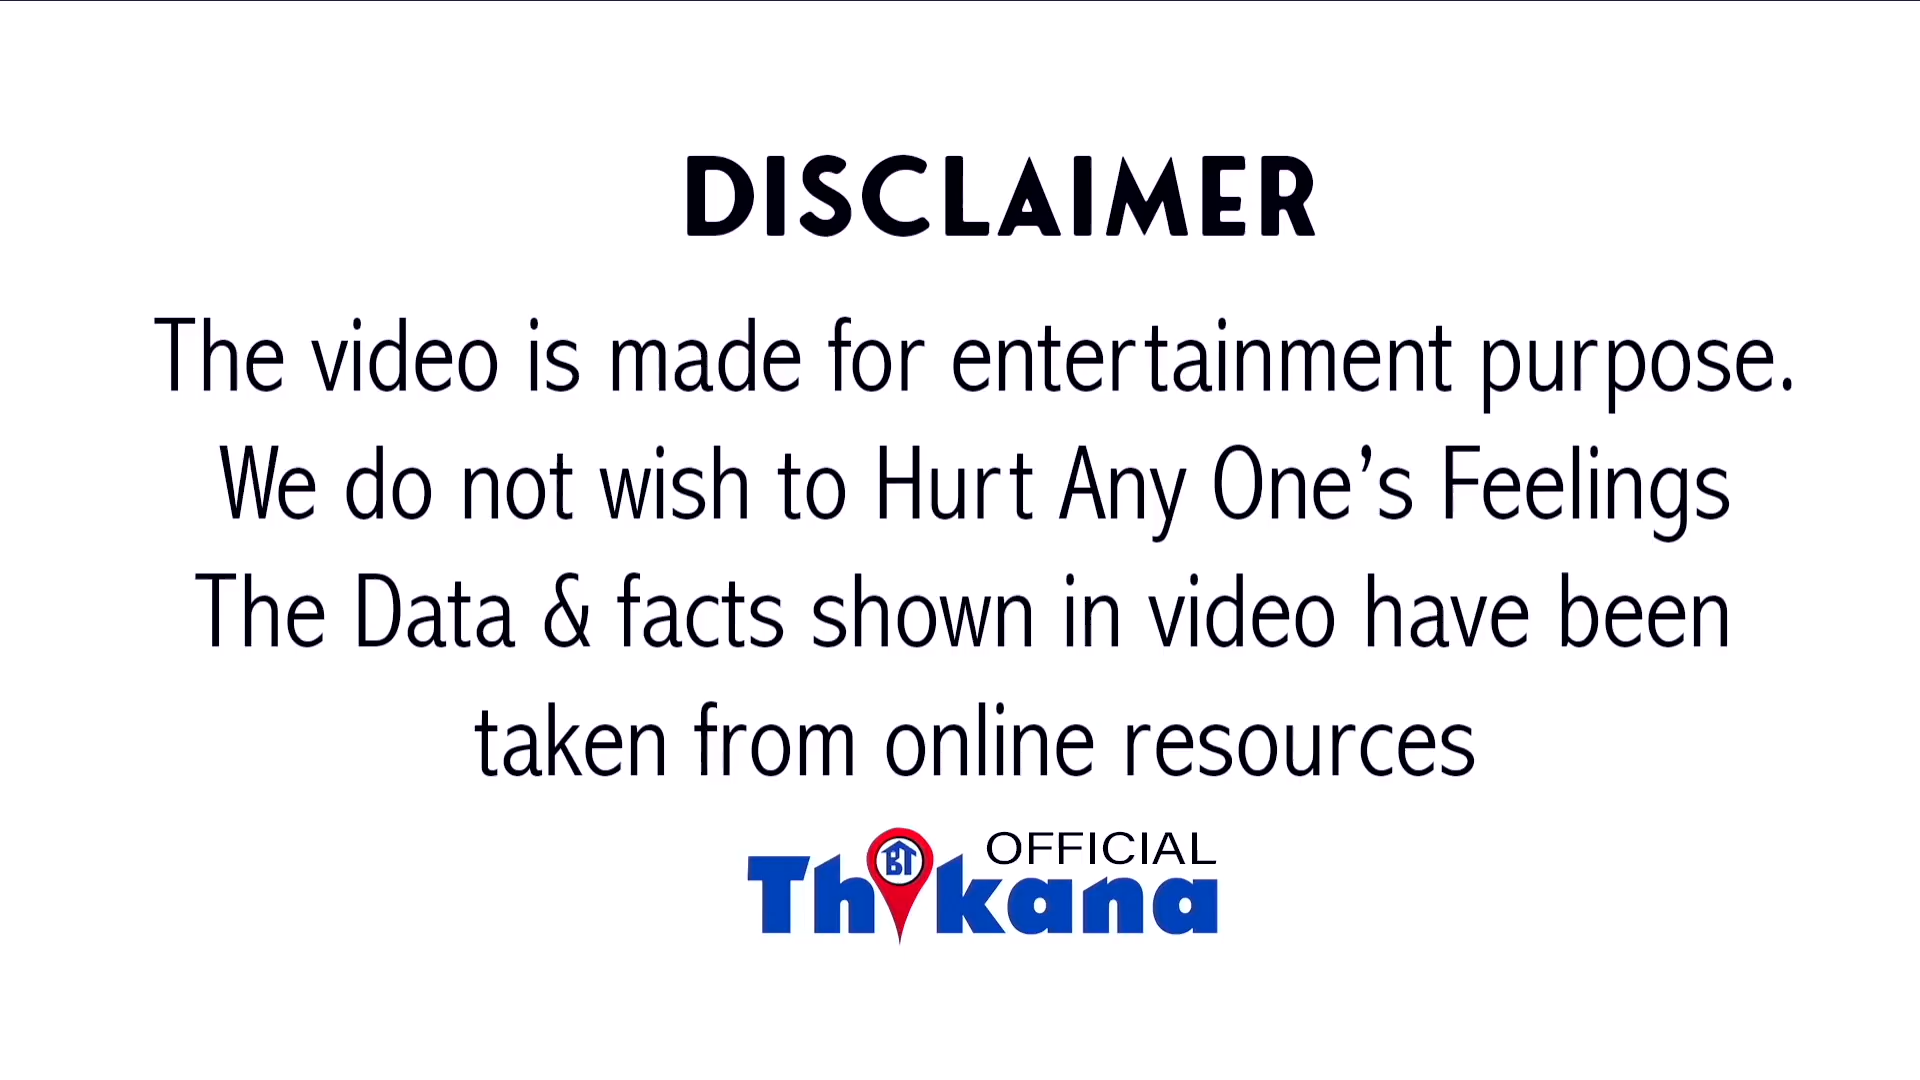 DISCLAIMER
The video is made for entertainment purpose.
We do not wish to Hurt Any One’s Feelings
The Data & facts shown in video have been
taken from online resources
OFFICIAL
BT
Thikana